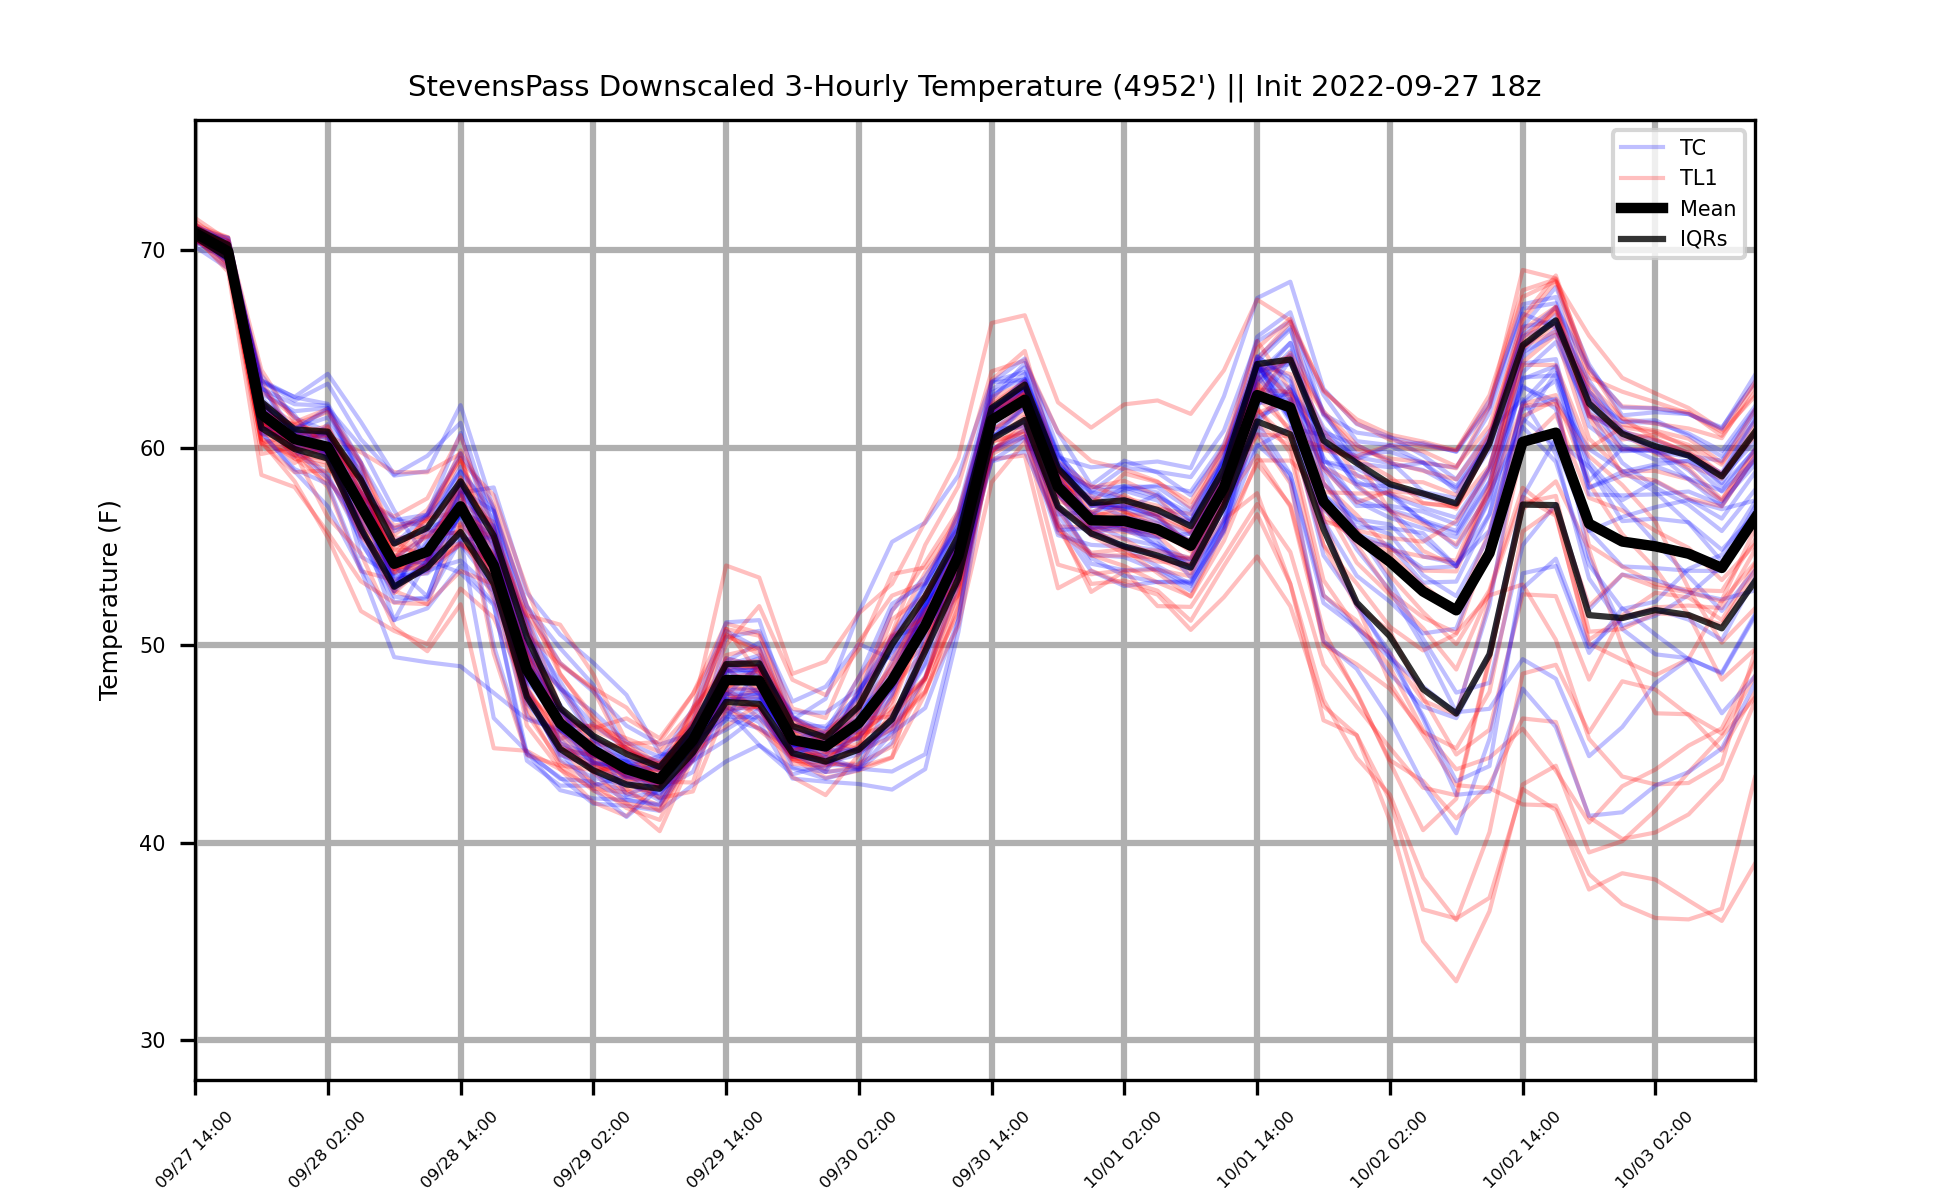 StevensPass Downscaled 3-Hourly Temperature (4952') || Init 2022-09-27 18z
TC
TL1
Mean
IQRs
Temperature (F)
70
60
50
40
30
09/27 14:00
09/28 02:00
09/28 14:00
09/29 02:00
09/29 14:00
09/30 02:00
09/30 14:00
10/01 02:00
10/01 14:00
10/02 02:00
10/02 14:00
10/03 02:00